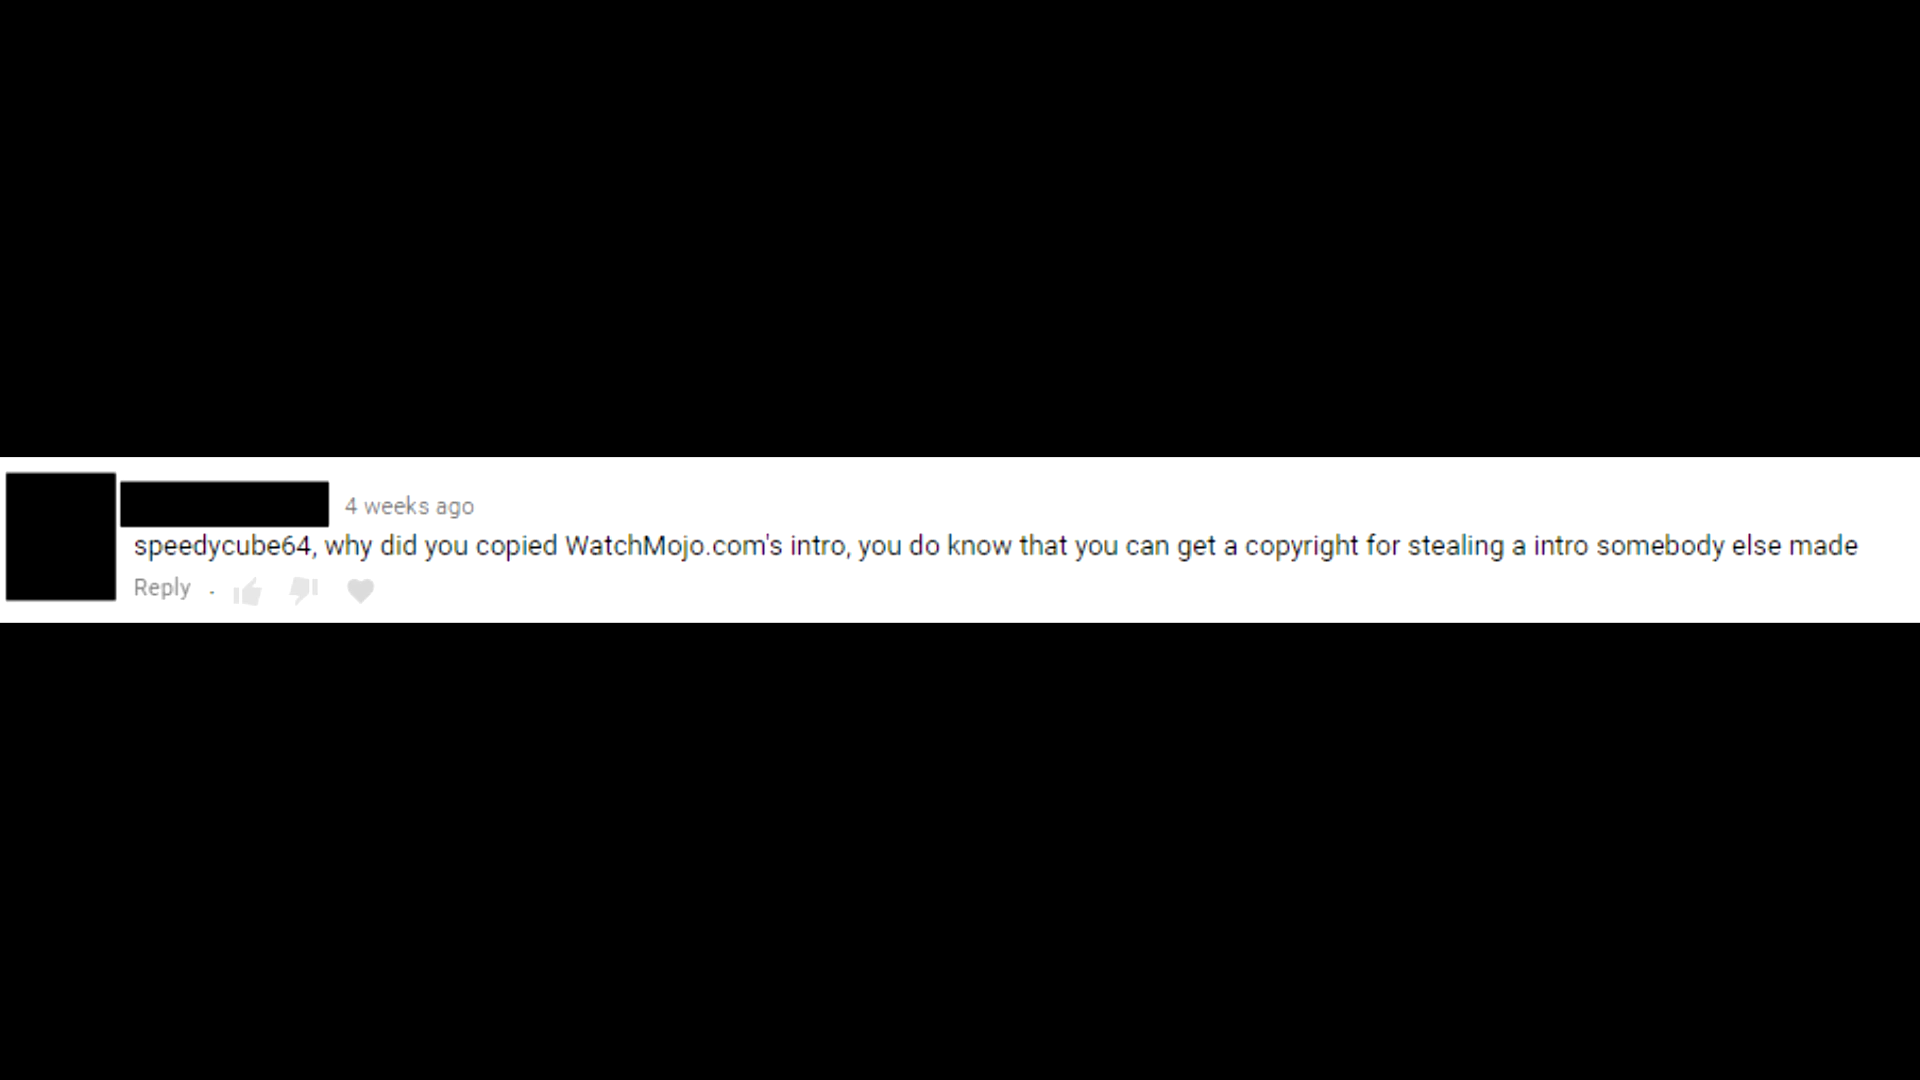 4 weeks ago
speedycube64, why did you copied WatchMojo.com's intro, you do know that you can get a copyright for stealing a intro somebody else made
Reply .